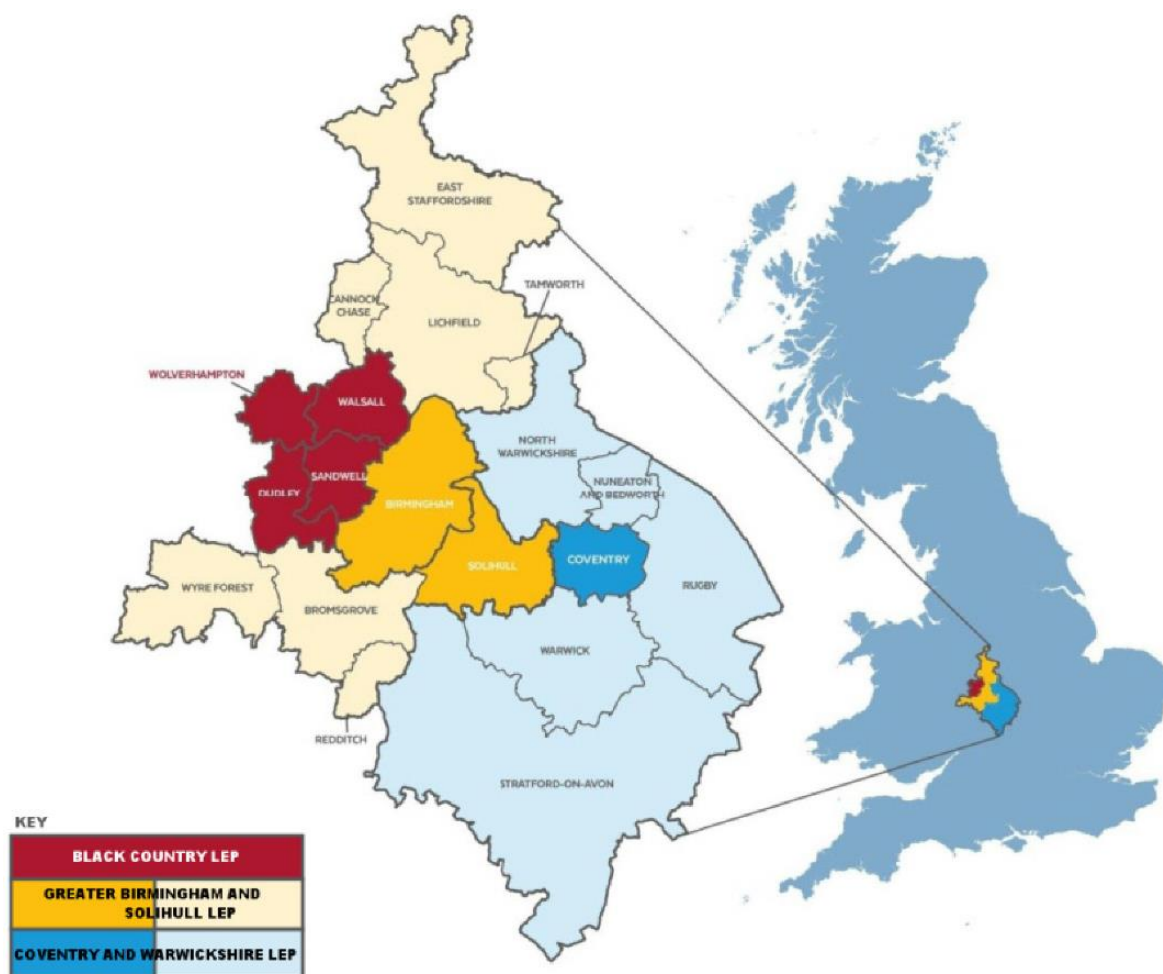 EAST
STAFFORDSHIRE
TAMWORTH
CANNOCK
CHASE
LICHFIELD
WOLVERHAMPTON
WALSALL
NORTH
WARWICKSHIRE
SANDWELL
NUNEATON
AND BEDWORTH
DUDLEY
BIRMINGHAM
COVENTRY
SOLIHULL
RUGBY
WYRE FOREST
BROMSGROVE
WARWICK
REDDITCH
STRATFORD-ON-AVON
KEY
BLACK COUNTRY LEP
GREATER BIRMINGHAM AND
SOLIHULL LEP
COVENTRY AND WARWICKSHIRE LEP